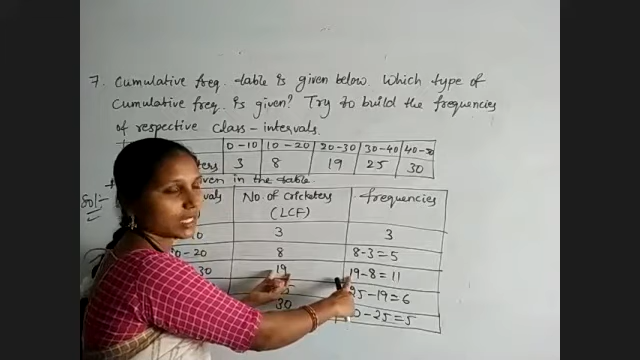 7. Cumulative freq. table is given below. Which type of
Cumulative freq. is given? Try to build the frequencies
of respective class-intervals.
0-10 10-20 20-30 30-40
3 8 19 25 30
given in the table.
Sol:-
No. of cricketers (LCF) frequencies
3 3
8 8-3=5
19 19-8=11
25-19=6
30 -25=5